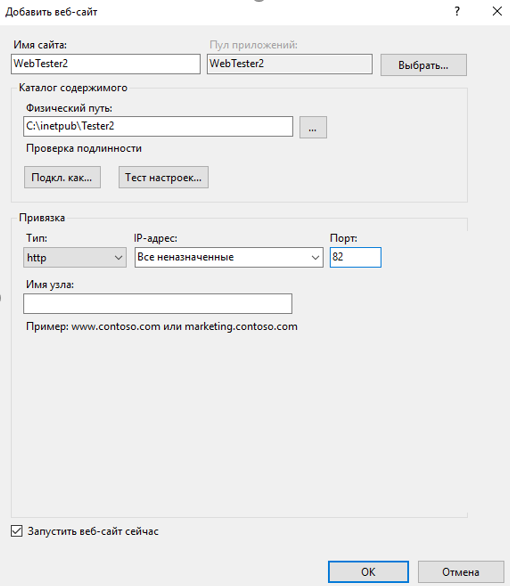 Добавить веб-сайт
?
Имя сайта: Пул приложений:
WebTester2 WebTester2 Выбрать...
Каталог содержимого
Физический путь:
C:\inetpub\Tester2 ...
Проверка подлинности
Подкл. как... Тест настроек...
Привязка
Тип: IP-адрес: Порт:
http Все неназначенные 82
Имя узла:
Пример: www.contoso.com или marketing.contoso.com
Запустить веб-сайт сейчас
ОК Отмена